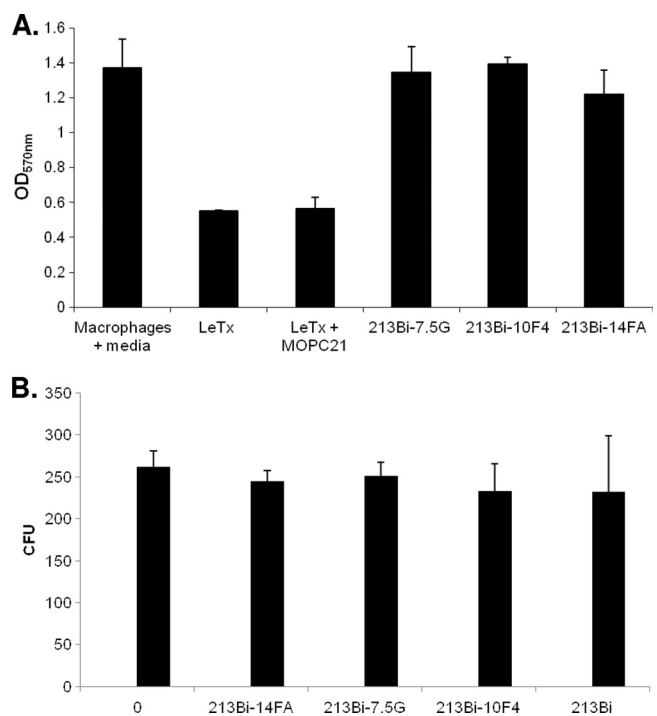 A.
1.6
1.4
1.2
1
0.8
0.6
0.4
0.2
0
OD570nm
Macrophages + media
LeTx
LeTx + MOPC21
213Bi-7.5G
213Bi-10F4
213Bi-14FA
B.
350
300
250
200
150
100
50
0
CFU
0
213Bi-14FA
213Bi-7.5G
213Bi-10F4
213Bi